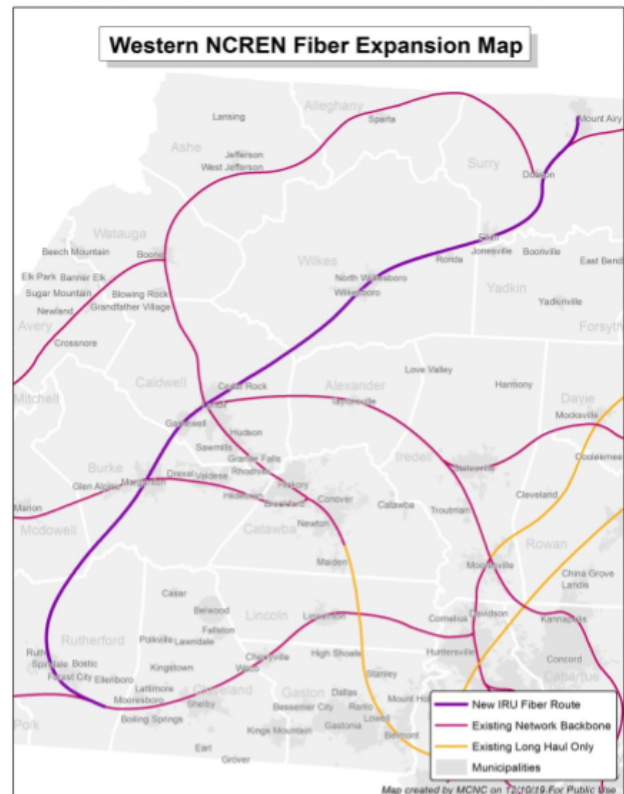 Western NCREN Fiber Expansion Map
Alleghany
Lansing
Sparta
Mount Airy
Ashe
Jefferson
West Jefferson
Surry
Dobson
Watauga
Boone
Beech Mountain
Elkin
Jonesville
Boonville
Wilkes
Ronda
East Bend
Elk Park
Banner Elk
North Wilkesboro
Yadkin
Sugar Mountain
Blowing Rock
Wilkesboro
Newland
Grandfather Village
Yadkinville
Avery
Forsyth
Crossnore
Love Valley
Caldwell
Cedar Rock
Alexander
Harmony
Davie
Mitchell
Lenoir
Taylorsville
Mocksville
Gamewell
Hudson
Sawmills
Iredell
Granite Falls
Cooleemee
Burke
Drexel
Valdese
Rhodhiss
Statesville
Glen Alpine
Morganton
Hickory
Hildebran
Conover
Cleveland
Marion
Brookford
Catawba
Troutman
McDowell
Catawba
Newton
Rowan
Maiden
Mooresville
China Grove
Landis
Casar
Belwood
Lincoln
Lincolnton
Davidson
Cornelius
Kannapolis
Rutherford
Fallston
Polkville
Lawndale
Huntersville
Ruth
Cherryville
High Shoals
Concord
Spindale
Bostic
Kingstown
Waco
Stanley
Cabarrus
Forest City
Ellenboro
Lattimore
Cleveland
Dallas
Mooresboro
Shelby
Gaston
Bessemer City
Ranlo
Mount Ho
Polk
Boiling Springs
Gastonia
Lowell
Kings Mountain
Belmont
Earl
Grover
New IRU Fiber Route
Existing Network Backbone
Existing Long Haul Only
Municipalities
Map created by MCNC on 12/10/19.For Public Use